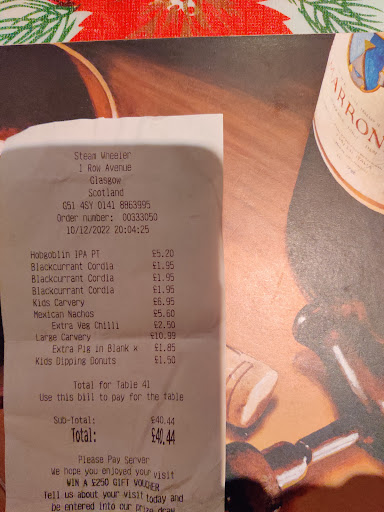 ARRON
Steam Wheeler
1 Row Avenue
Glasgow
Scotland
G51 4SY 0141 8863995
Order number: 00333050
10/12/2022 20:04:25
Hobgoblin IPA PT £5.20
Blackcurrant Cordia £1.95
Blackcurrant Cordia £1.95
Blackcurrant Cordia £1.95
Kids Carvery £6.95
Mexican Nachos £5.60
Extra Veg Chilli £2.50
Large Carvery £10.99
Extra Pig in Blank x £1.85
Kids Dipping Donuts £1.50
Total for Table 41
Use this bill to pay for the table
Sub-Total: £40.44
Total: £40.44
Please Pay Server
We hope you enjoyed your visit
WIN A £250 GIFT VOUCHER
Tell us about your visit today and
be entered into our prize draw